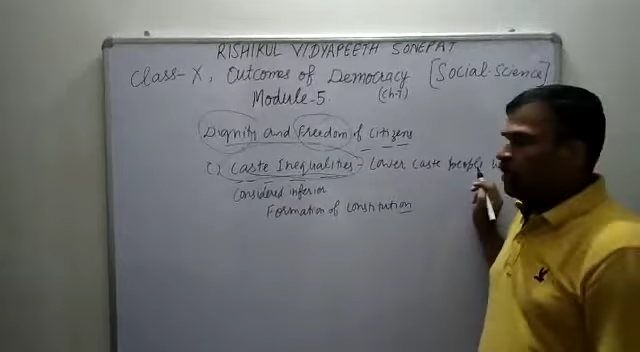 RISHIKUL VIDYAPEETH SONEPAT
Class-X, Outcomes of Democracy [Social-Science]
Module-5. (Ch-7)
Dignity and Freedom of Citizens
c) Caste Inequalities - Lower caste people
Considered inferior
Formation of Constitution